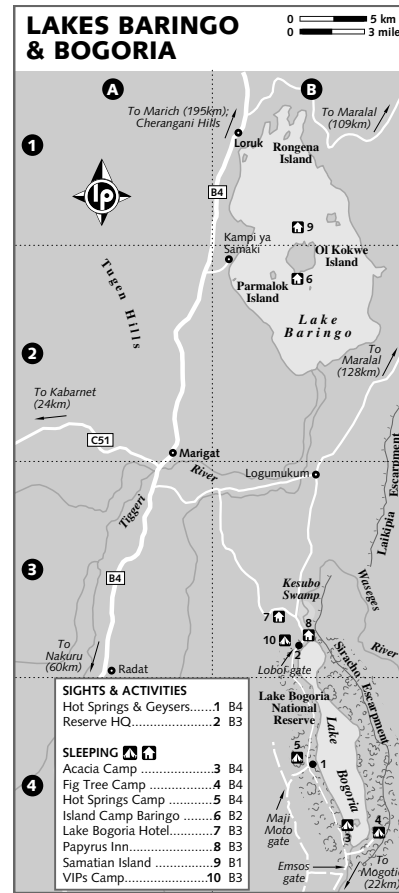 LAKES BARINGO
& BOGORIA
0 5 km
0 3 miles
A
B
To Marich (195km);
Cherangani Hills
To Maralal
(109km)
1
Loruk
Rongena
Island
lp
B4
9
Kampi ya
Samaki
Ol Kokwe
Island
6
Parmalok
Island
Tugen Hills
Lake
Baringo
2
To
Maralal
(128km)
To Kabarnet
(24km)
C51
Marigat
River
Logumukum
Tiggeri
Laikipia Escarpment
3
B4
Kesubo
Swamp
Waseges
7
8
10
2
River
To
Nakuru
(60km)
Loboi gate
Siracho Escarpment
Radat
SIGHTS & ACTIVITIES
Hot Springs & Geysers......1 B4
Reserve HQ..................2 B3
SLEEPING
Acacia Camp ................3 B4
Fig Tree Camp ..............4 B4
Hot Springs Camp ...........5 B4
Island Camp Baringo ........6 B2
Lake Bogoria Hotel..........7 B3
Papyrus Inn.................8 B3
Samatian Island.............9 B1
VIPs Camp..................10 B3
Lake Bogoria
National
Reserve
Lake
Bogoria
5
1
4
Maji
Moto
gate
3
4
Emsos
gate
To
Mogotio
(22km)